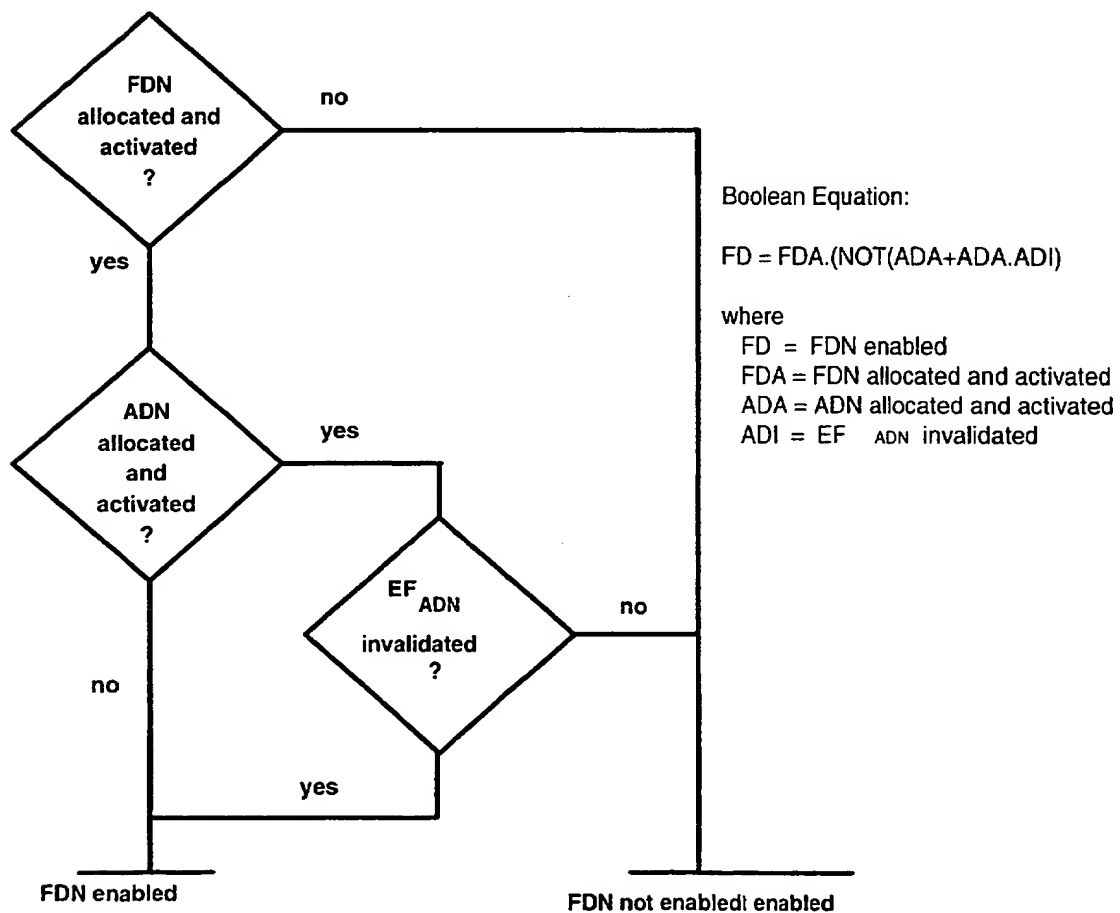 FDN
allocated and
activated
?
no
yes
Boolean Equation:
FD = FDA.(NOT(ADA+ADA.ADI)
where
FD = FDN enabled
FDA = FDN allocated and activated
ADA = ADN allocated and activated
ADI = EF ADN invalidated
ADN
allocated
and
activated
?
yes
EF ADN
invalidated
?
no
no
yes
FDN enabled
FDN not enabledt enabled